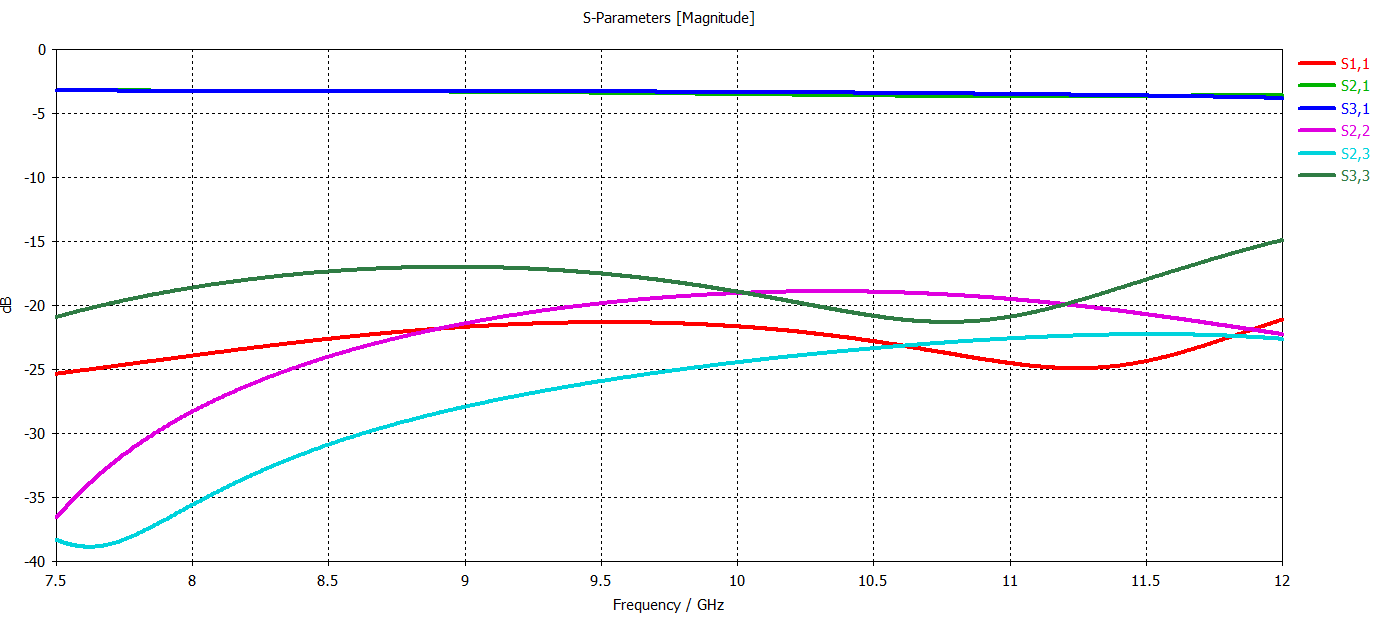 S-Parameters [Magnitude]
0
-5
-10
-15
-20
-25
-30
-35
-40
dB
7.5 8 8.5 9 9.5 10 10.5 11 11.5 12
Frequency / GHz
S1,1
S2,1
S3,1
S2,2
S2,3
S3,3